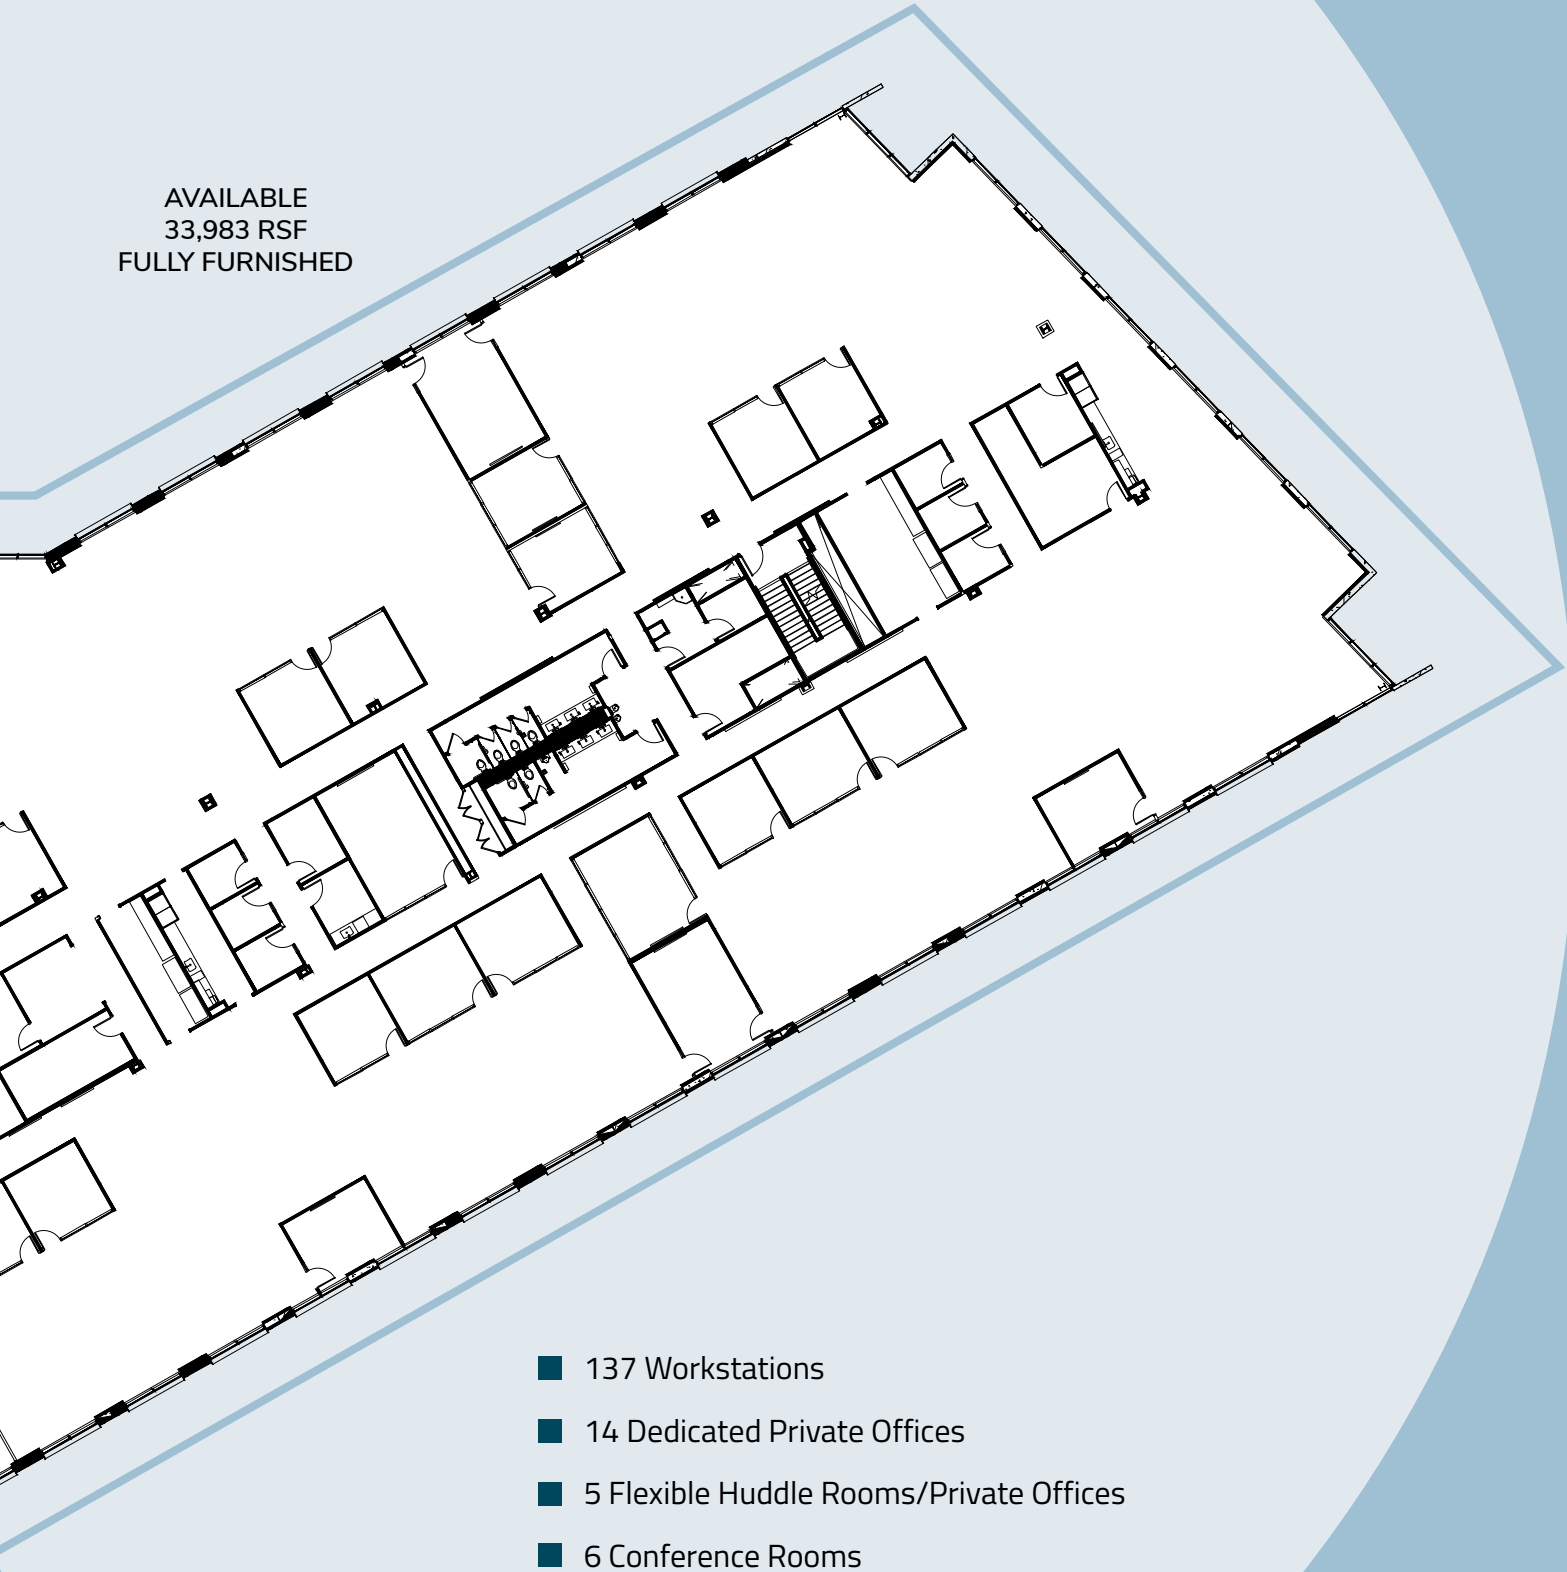 AVAILABLE
33,983 RSF
FULLY FURNISHED
137 Workstations
14 Dedicated Private Offices
5 Flexible Huddle Rooms/Private Offices
6 Conference Rooms